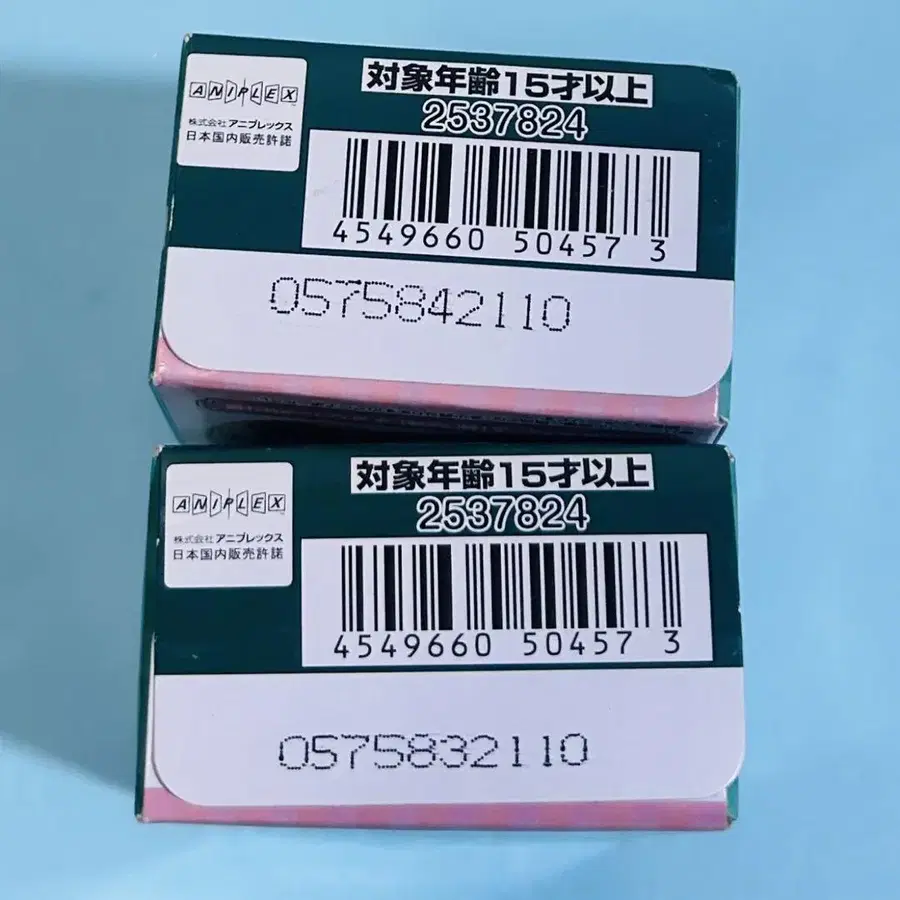 ANIPLEX
株式会社 アニプレックス
日本国内販売許諾
対象年齢15才以上
2537824
4549660 50457 3
0575842110
ANIPLEX
株式会社 アニプレックス
日本国内販売許諾
対象年齢15才以上
2537824
4549660 50457 3
0575832110